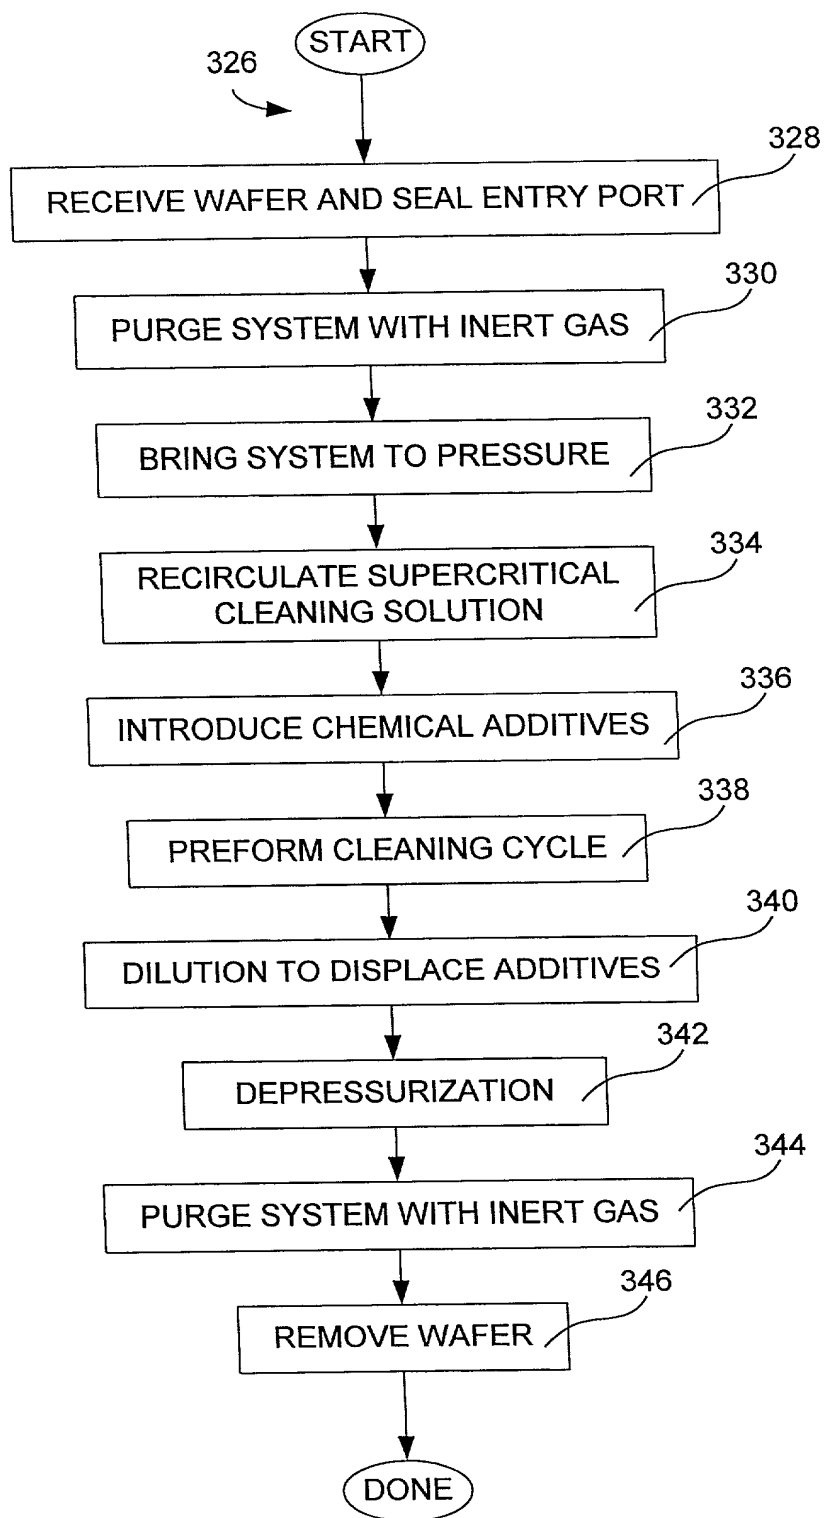 START
326
328
RECEIVE WAFER AND SEAL ENTRY PORT
330
PURGE SYSTEM WITH INERT GAS
332
BRING SYSTEM TO PRESSURE
334
RECIRCULATE SUPERCRITICAL
CLEANING SOLUTION
336
INTRODUCE CHEMICAL ADDITIVES
338
PREFORM CLEANING CYCLE
340
DILUTION TO DISPLACE ADDITIVES
342
DEPRESSURIZATION
344
PURGE SYSTEM WITH INERT GAS
346
REMOVE WAFER
DONE